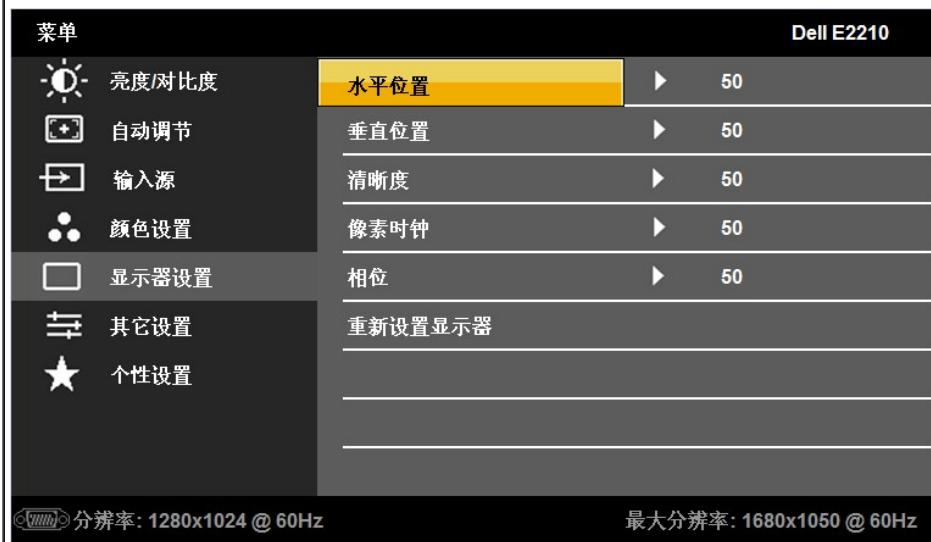 菜单 Dell E2210
亮度/对比度 水平位置 50
自动调节 垂直位置 50
输入源 清晰度 50
颜色设置 像素时钟 50
显示器设置 相位 50
其它设置 重新设置显示器
个性设置
分辨率: 1280x1024 @ 60Hz 最大分辨率: 1680x1050 @ 60Hz